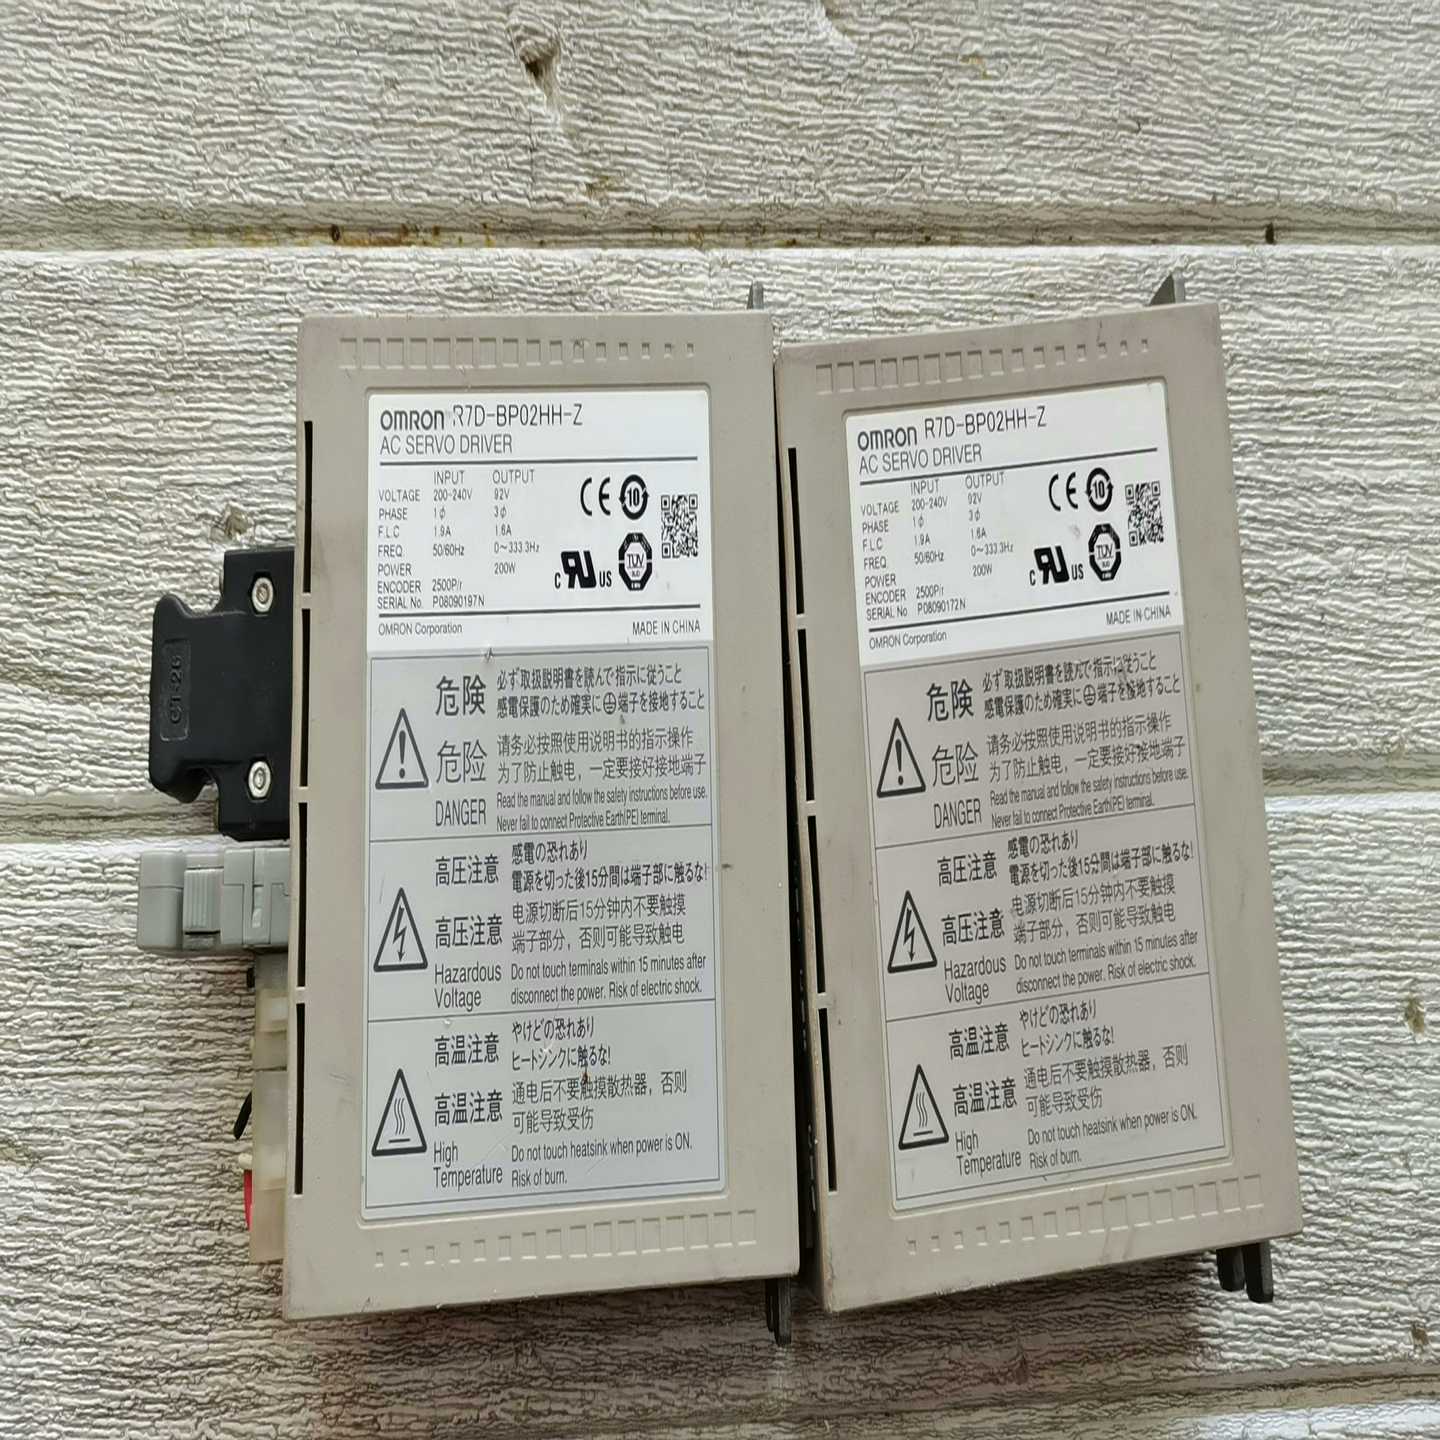 OMRON R7D-BP02HH-Z
AC SERVO DRIVER
INPUT OUTPUT
VOLTAGE 200-240V 92V
PHASE 1φ 3φ
F.L.C 1.9A 1.6A
FREQ. 50/60Hz 0～333.3Hz
POWER 200W
ENCODER 2500P/r
SERIAL No. P08090197N
CE 10
c RU US TÜV
OMRON Corporation MADE IN CHINA
危険 必ず取扱説明書を読んで指示に従うこと
感電保護のため確実に端子を接地すること
危险 请务必按照使用说明书的指示操作
为了防止触电，一定要接好接地端子
DANGER Read the manual and follow the safety instructions before use.
Never fail to connect Protective Earth(PE) terminal.
高圧注意 感電の恐れあり
電源を切った後15分間は端子部に触るな!
高压注意 电源切断后15分钟内不要触摸
端子部分，否则可能导致触电
Hazardous Do not touch terminals within 15 minutes after
Voltage disconnect the power. Risk of electric shock.
高温注意 やけどの恐れあり
ヒートシンクに触るな!
高温注意 通电后不要触摸散热器，否则
可能导致受伤
High Do not touch heatsink when power is ON.
Temperature Risk of burn.
OMRON R7D-BP02HH-Z
AC SERVO DRIVER
INPUT OUTPUT
VOLTAGE 200-240V 92V
PHASE 1φ 3φ
F.L.C 1.9A 1.6A
FREQ. 50/60Hz 0～333.3Hz
POWER 200W
ENCODER 2500P/r
SERIAL No. P08090172N
CE 10
c RU US TÜV
OMRON Corporation MADE IN CHINA
危険 必ず取扱説明書を読んで指示に従うこと
感電保護のため確実に端子を接地すること
危险 请务必按照使用说明书的指示操作
为了防止触电，一定要接好接地端子
DANGER Read the manual and follow the safety instructions before use.
Never fail to connect Protective Earth(PE) terminal.
高圧注意 感電の恐れあり
電源を切った後15分間は端子部に触るな!
高压注意 电源切断后15分钟内不要触摸
端子部分，否则可能导致触电
Hazardous Do not touch terminals within 15 minutes after
Voltage disconnect the power. Risk of electric shock.
高温注意 やけどの恐れあり
ヒートシンクに触るな!
高温注意 通电后不要触摸散热器，否则
可能导致受伤
High Do not touch heatsink when power is ON.
Temperature Risk of burn.